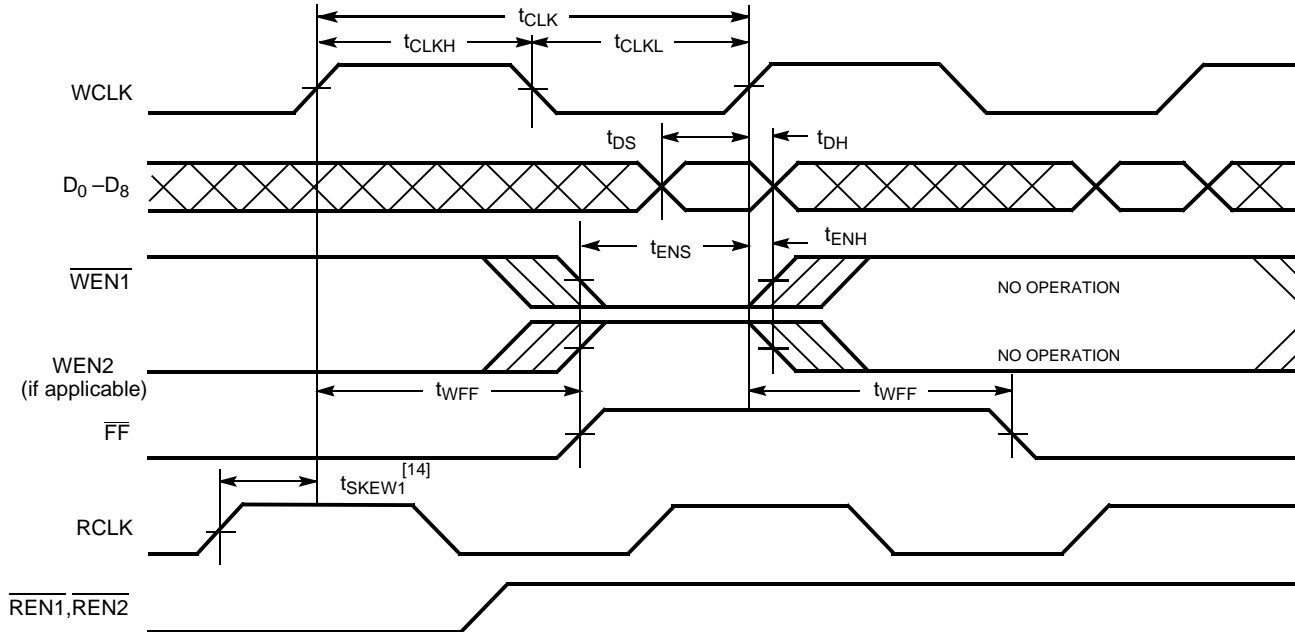 tCLK
tCLKH
tCLKL
WCLK
tDS
tDH
D0 –D8
tENS
tENH
WEN1
NO OPERATION
WEN2
(if applicable)
NO OPERATION
tWFF
tWFF
FF
tSKEW1[14]
RCLK
REN1,REN2